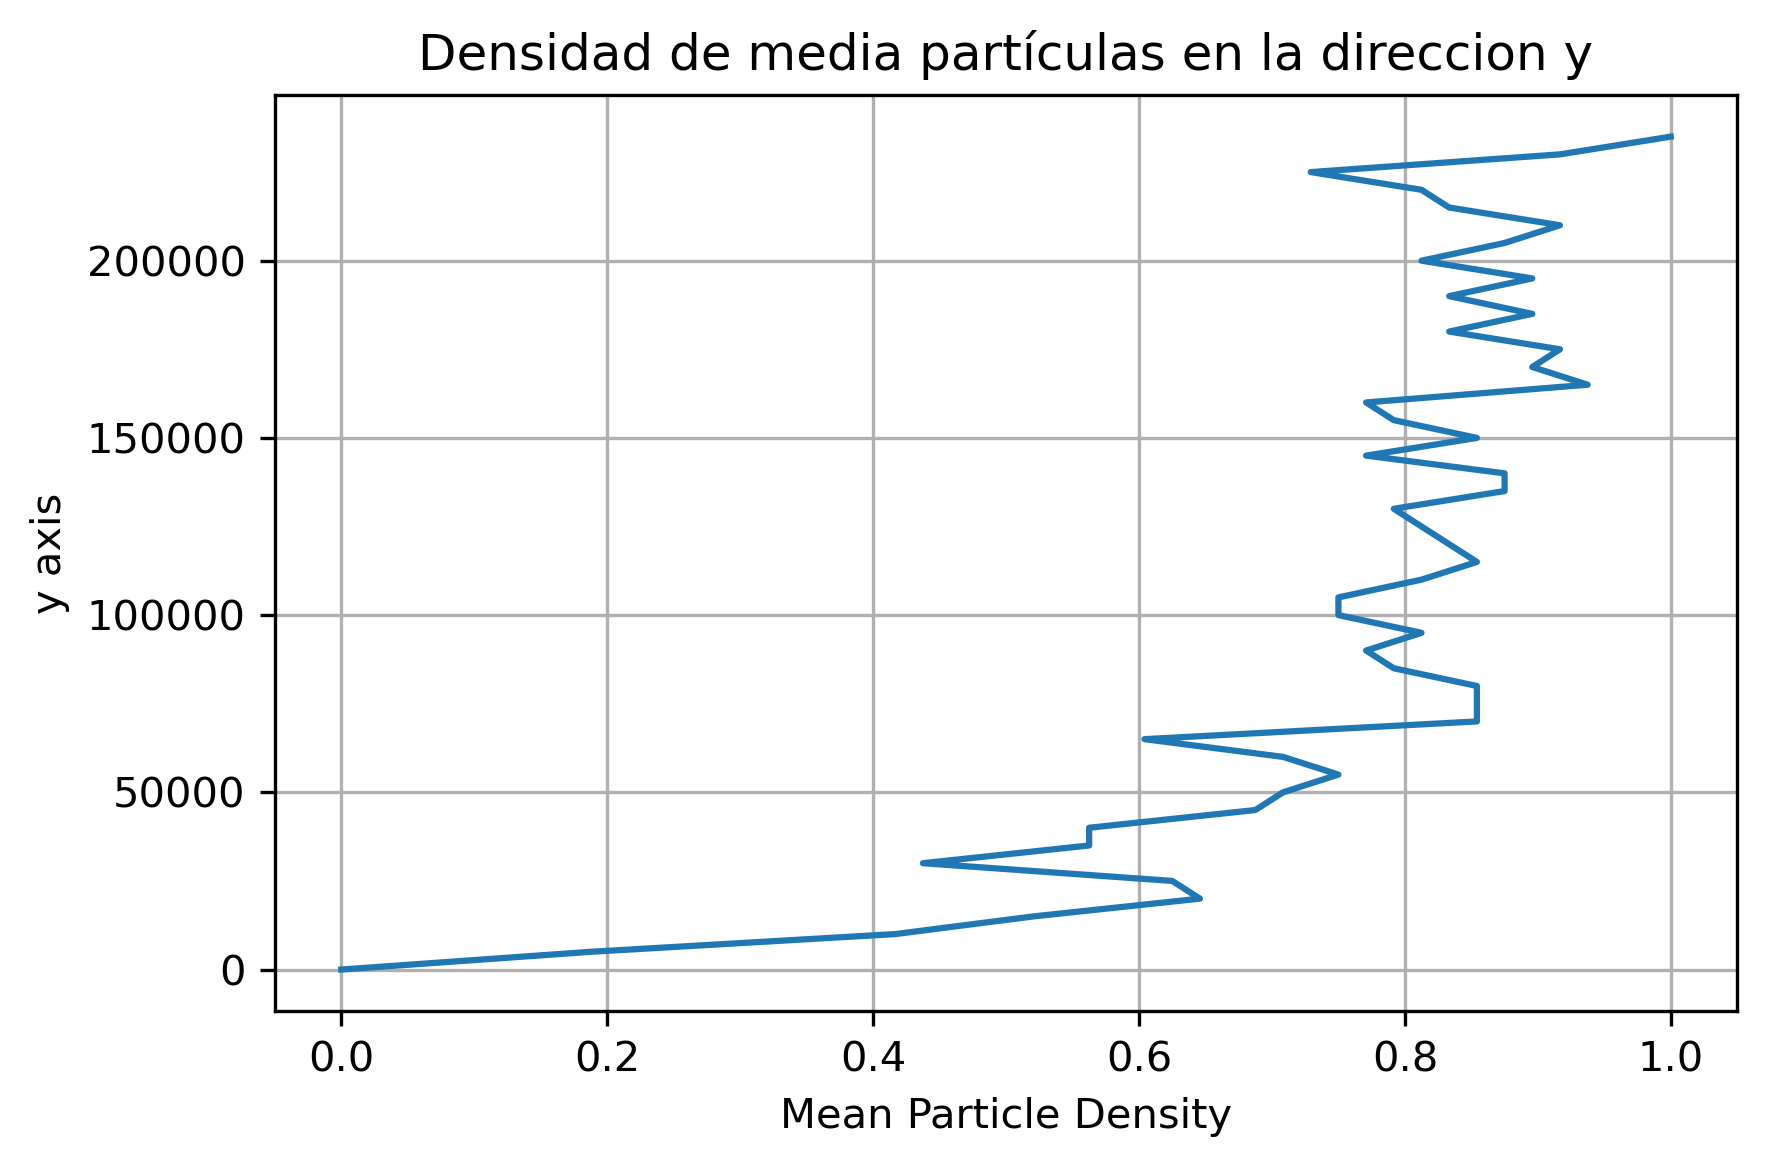 Densidad de media partículas en la direccion y
200000
150000
100000
50000
0
y axis
0.0 0.2 0.4 0.6 0.8 1.0
Mean Particle Density